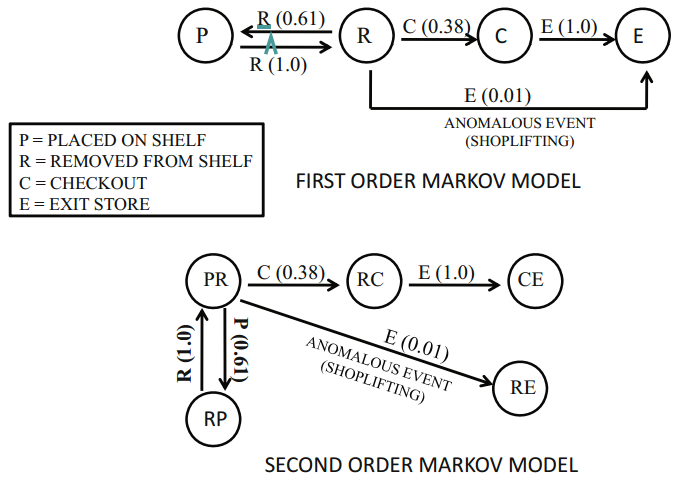 R (0.61)
P
R
C (0.38)
C
E (1.0)
E
R (1.0)
E (0.01)
ANOMALOUS EVENT
(SHOPLIFTING)
P = PLACED ON SHELF
R = REMOVED FROM SHELF
C = CHECKOUT
E = EXIT STORE
FIRST ORDER MARKOV MODEL
PR
C (0.38)
RC
E (1.0)
CE
R (1.0)
P (0.61)
E (0.01)
ANOMALOUS EVENT
(SHOPLIFTING)
RE
RP
SECOND ORDER MARKOV MODEL